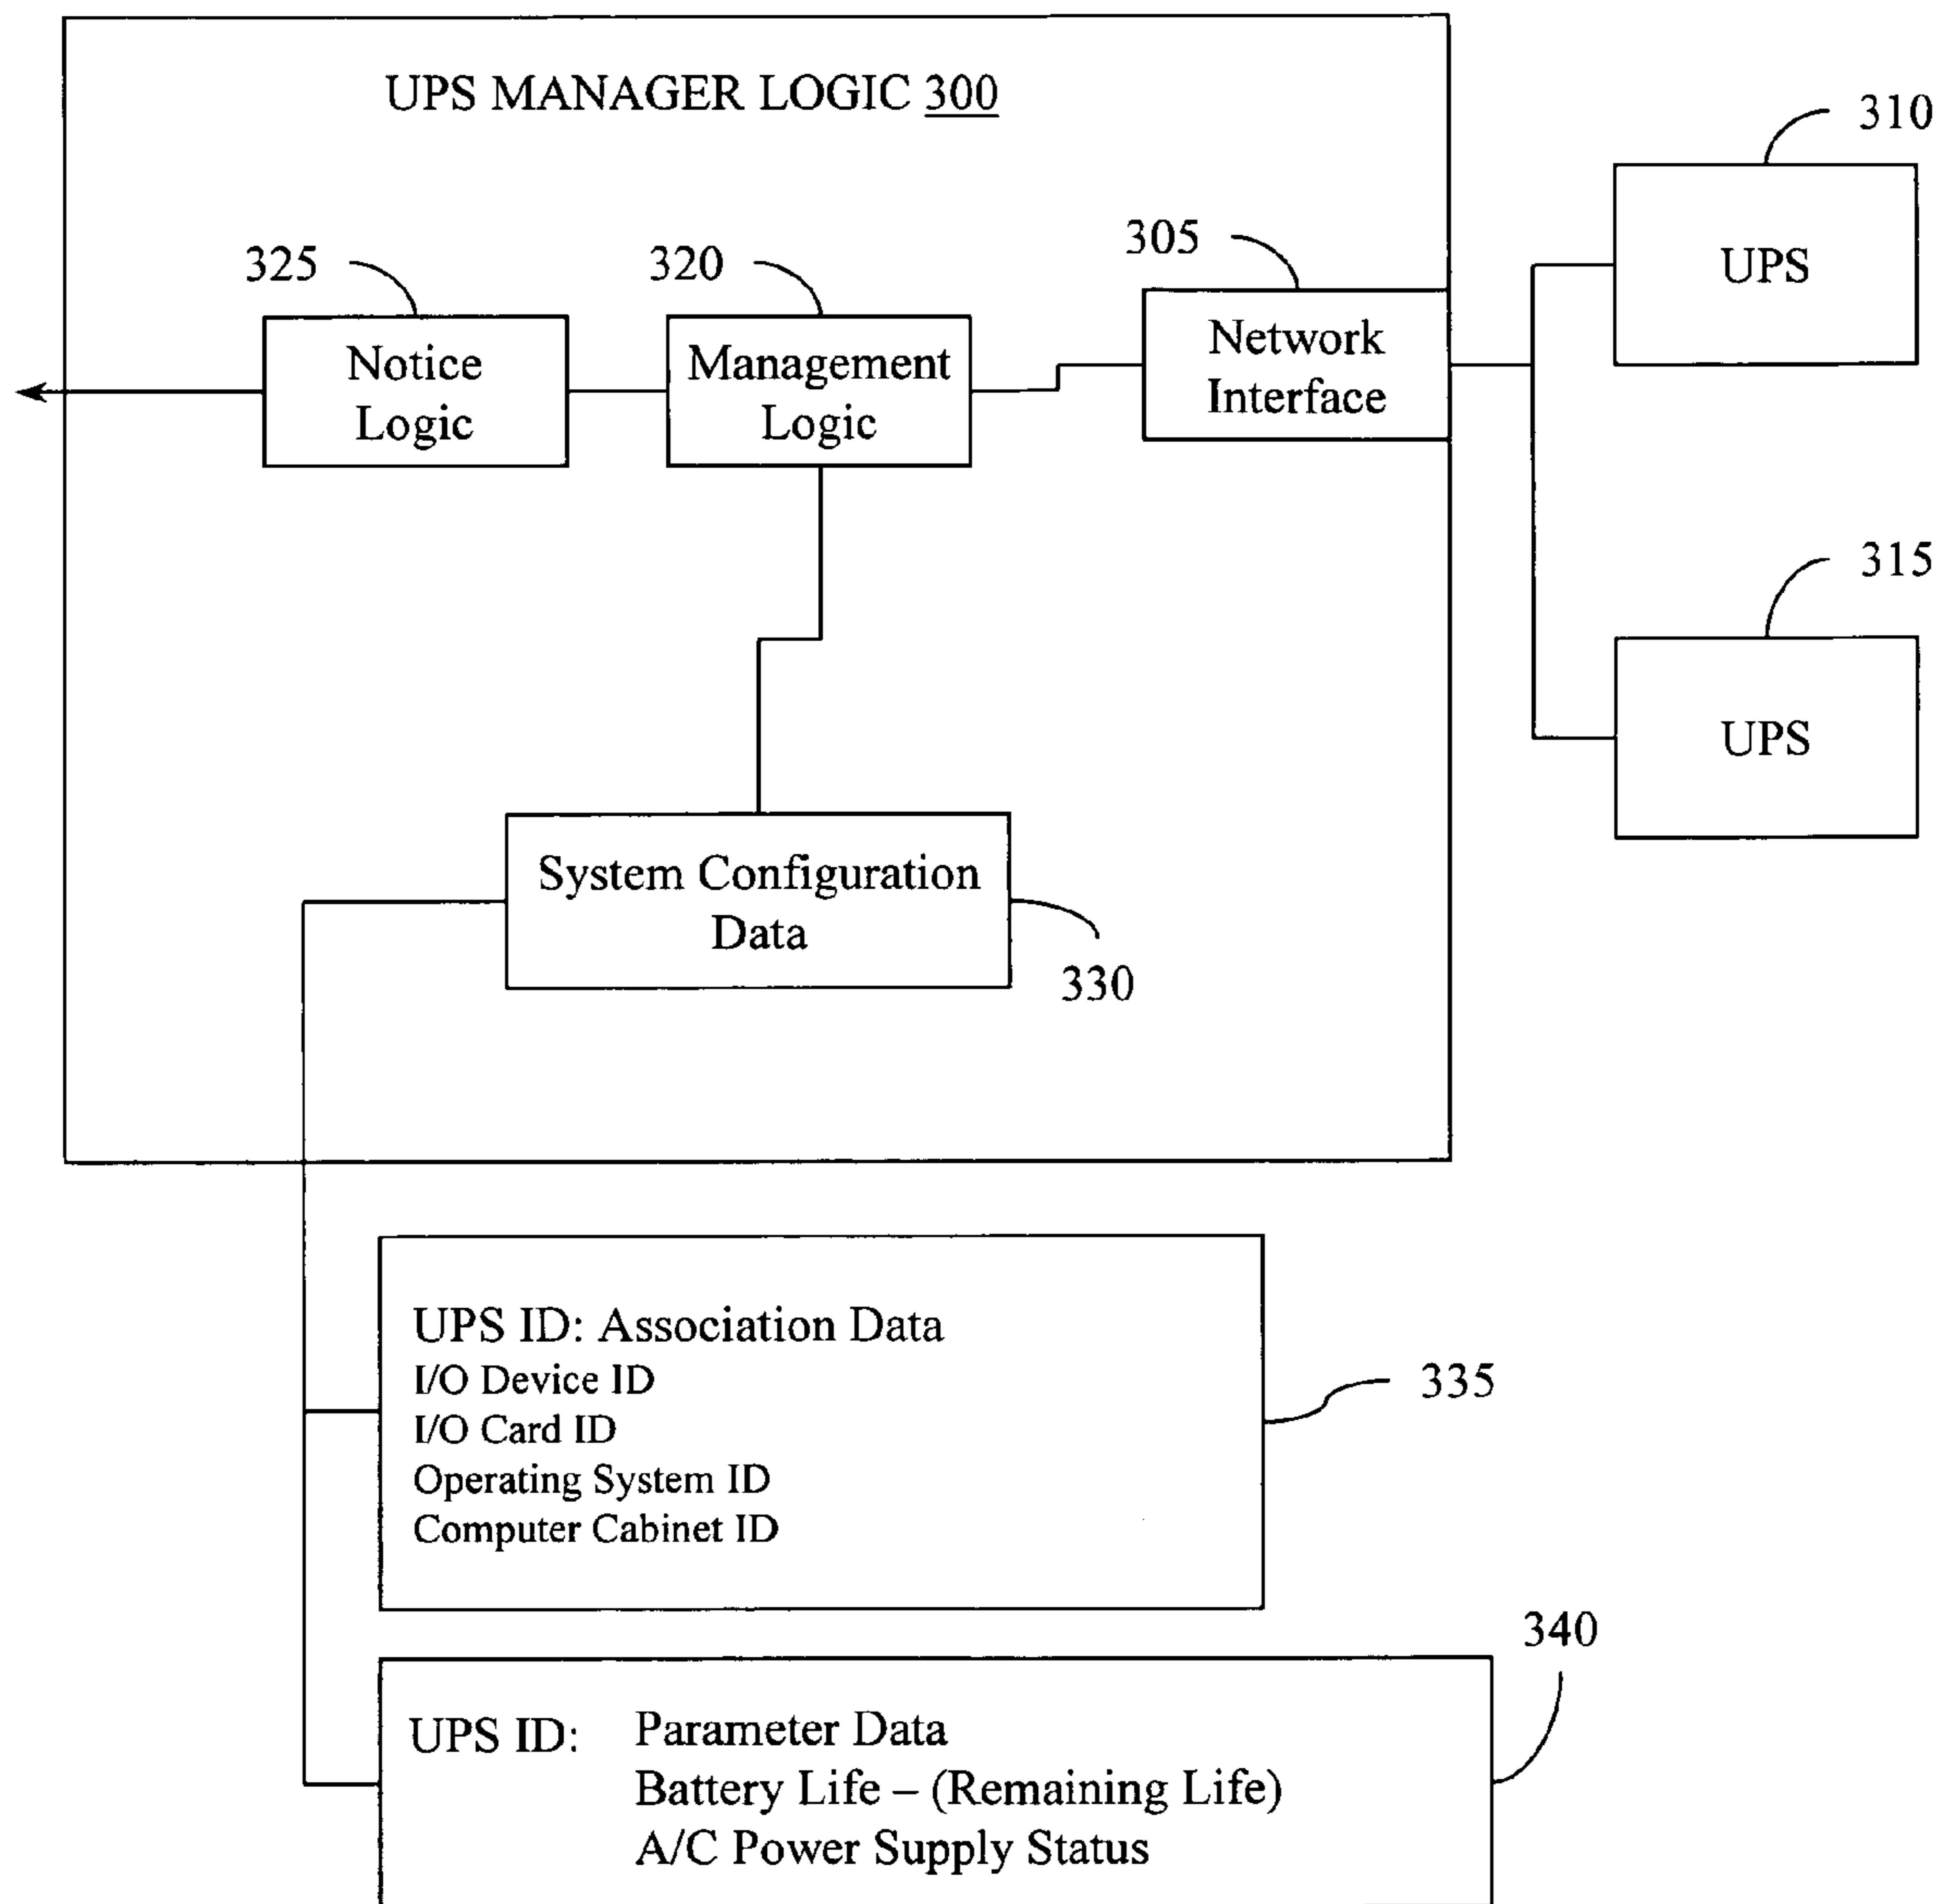 UPS MANAGER LOGIC 300
310
UPS
325
320
305
Notice
Logic
Management
Logic
Network
Interface
315
UPS
System Configuration
Data
330
UPS ID: Association Data
I/O Device ID
I/O Card ID
Operating System ID
Computer Cabinet ID
335
340
UPS ID: Parameter Data
Battery Life – (Remaining Life)
A/C Power Supply Status